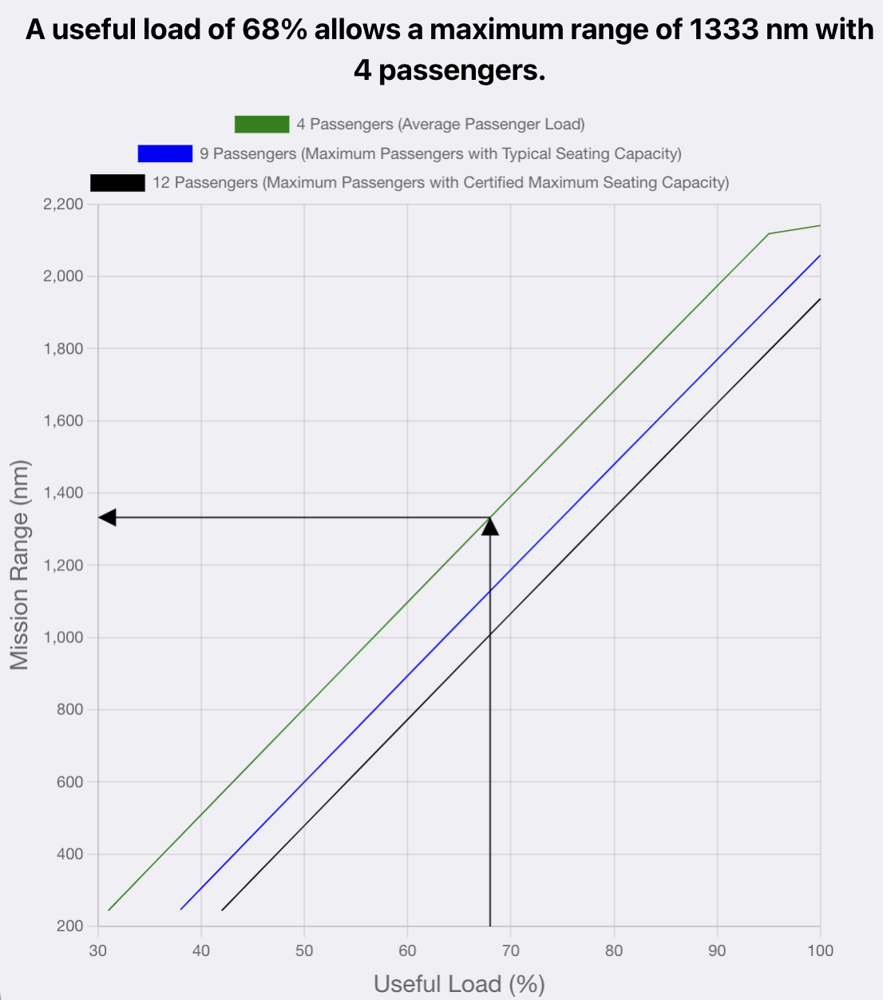 A useful load of 68% allows a maximum range of 1333 nm with
4 passengers.
4 Passengers (Average Passenger Load)
9 Passengers (Maximum Passengers with Typical Seating Capacity)
12 Passengers (Maximum Passengers with Certified Maximum Seating Capacity)
2,200
2,000
1,800
1,600
1,400
1,200
1,000
800
600
400
200
Mission Range (nm)
30 40 50 60 70 80 90 100
Useful Load (%)